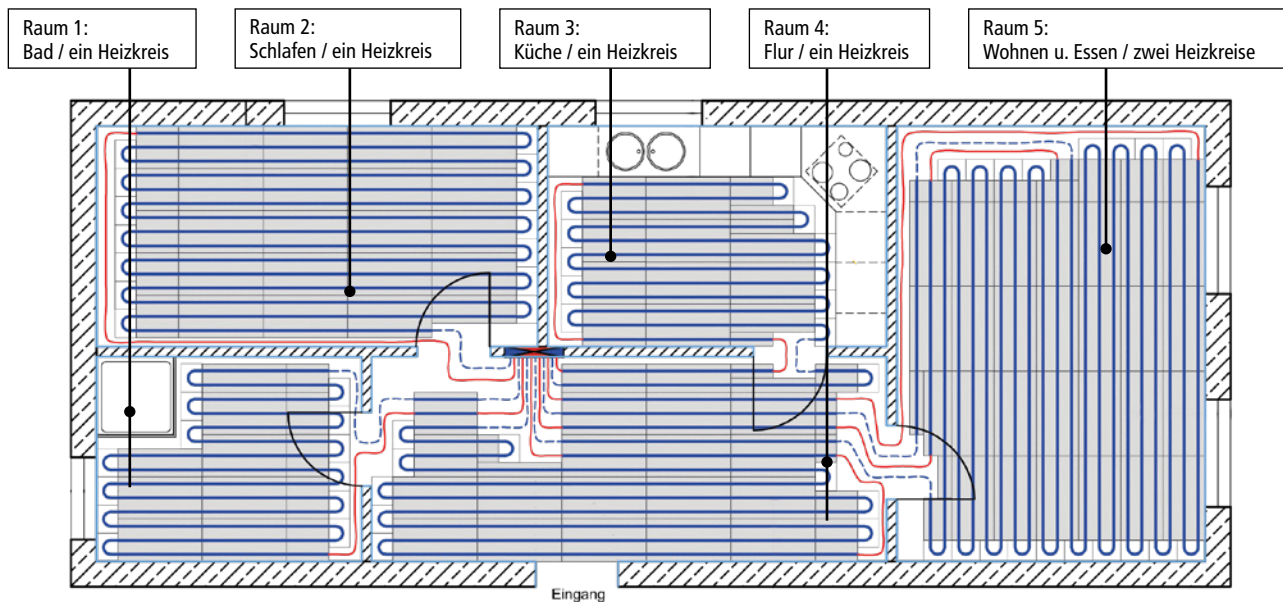 Raum 1:
Bad / ein Heizkreis
Raum 2:
Schlafen / ein Heizkreis
Raum 3:
Küche / ein Heizkreis
Raum 4:
Flur / ein Heizkreis
Raum 5:
Wohnen u. Essen / zwei Heizkreise
Eingang